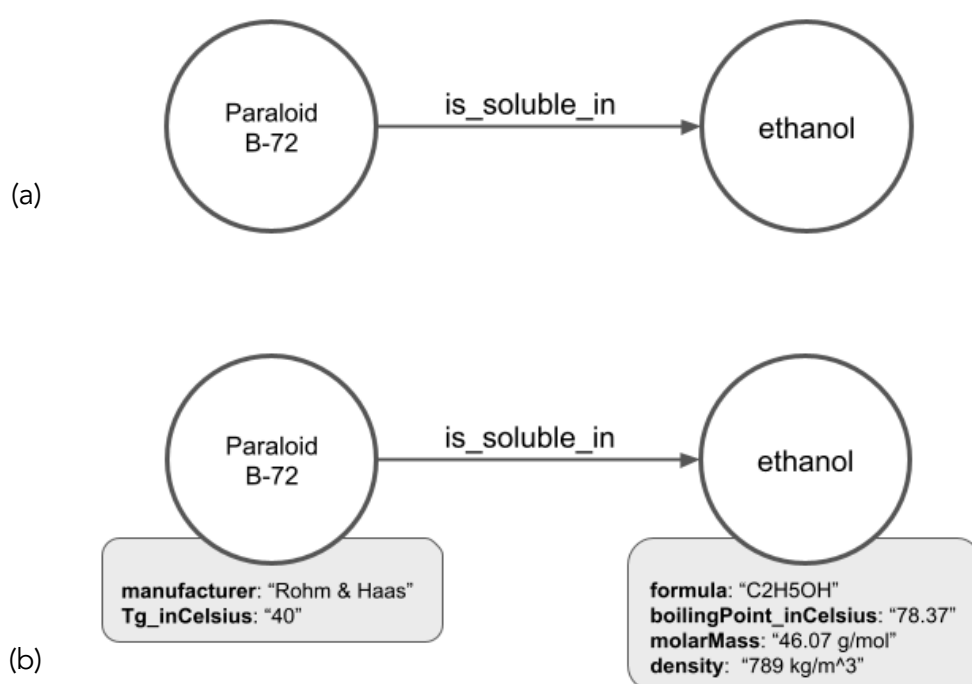 Paraloid
B-72
is_soluble_in
ethanol
(a)
Paraloid
B-72
is_soluble_in
ethanol
manufacturer: “Rohm & Haas”
Tg_inCelsius: “40”
formula: “C2H5OH”
boilingPoint_inCelsius: “78.37”
molarMass: “46.07 g/mol”
density:  “789 kg/m^3”
(b)